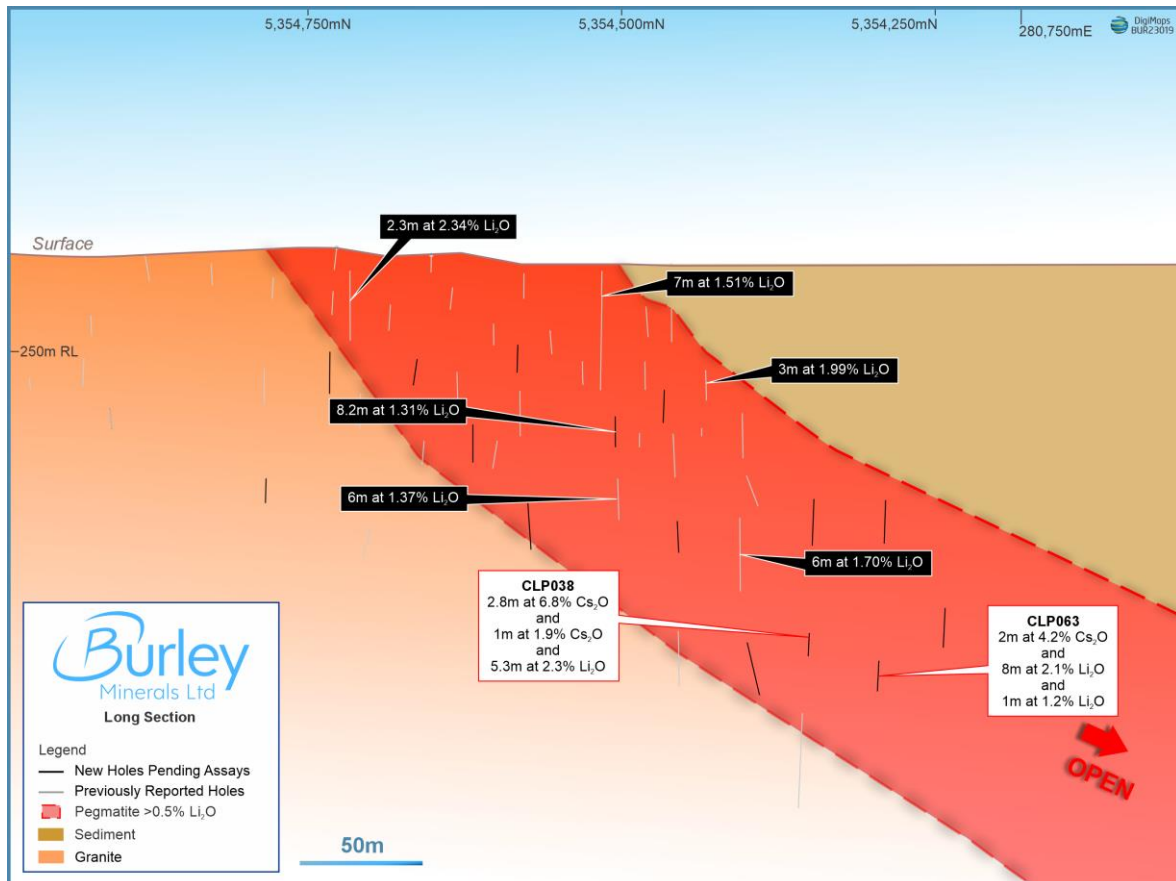 5,354,750mN
5,354,500mN
5,354,250mN
280,750mE
DigiMaps
BUR23019
Surface
2.3m at 2.34% Li₂O
7m at 1.51% Li₂O
250m RL
3m at 1.99% Li₂O
8.2m at 1.31% Li₂O
6m at 1.37% Li₂O
6m at 1.70% Li₂O
CLP038
2.8m at 6.8% Cs₂O
and
1m at 1.9% Cs₂O
and
5.3m at 2.3% Li₂O
CLP063
2m at 4.2% Cs₂O
and
8m at 2.1% Li₂O
and
1m at 1.2% Li₂O
OPEN
Burley
Minerals Ltd
Long Section
Legend
New Holes Pending Assays
Previously Reported Holes
Pegmatite >0.5% Li₂O
Sediment
Granite
50m